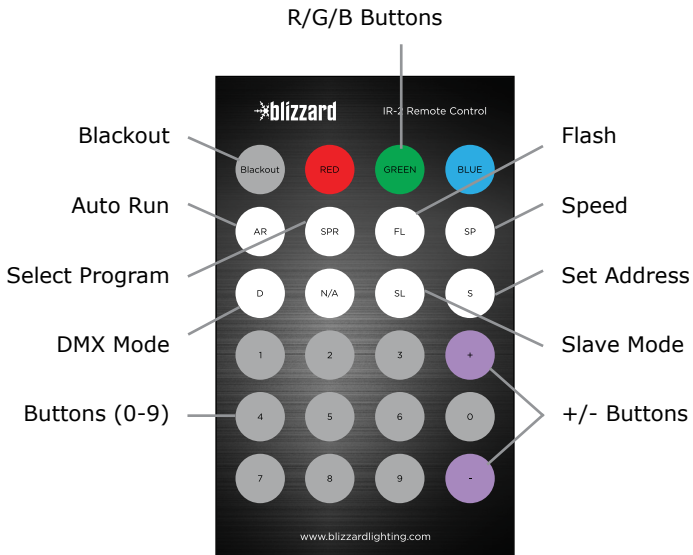 R/G/B Buttons
blizzard
IR-2 Remote Control
Blackout
Flash
Blackout
RED
GREEN
BLUE
Auto Run
Speed
AR
SPR
FL
SP
Select Program
Set Address
D
N/A
SL
S
DMX Mode
Slave Mode
1
2
3
+
Buttons (0-9)
+/- Buttons
4
5
6
0
7
8
9
-
www.blizzardlighting.com